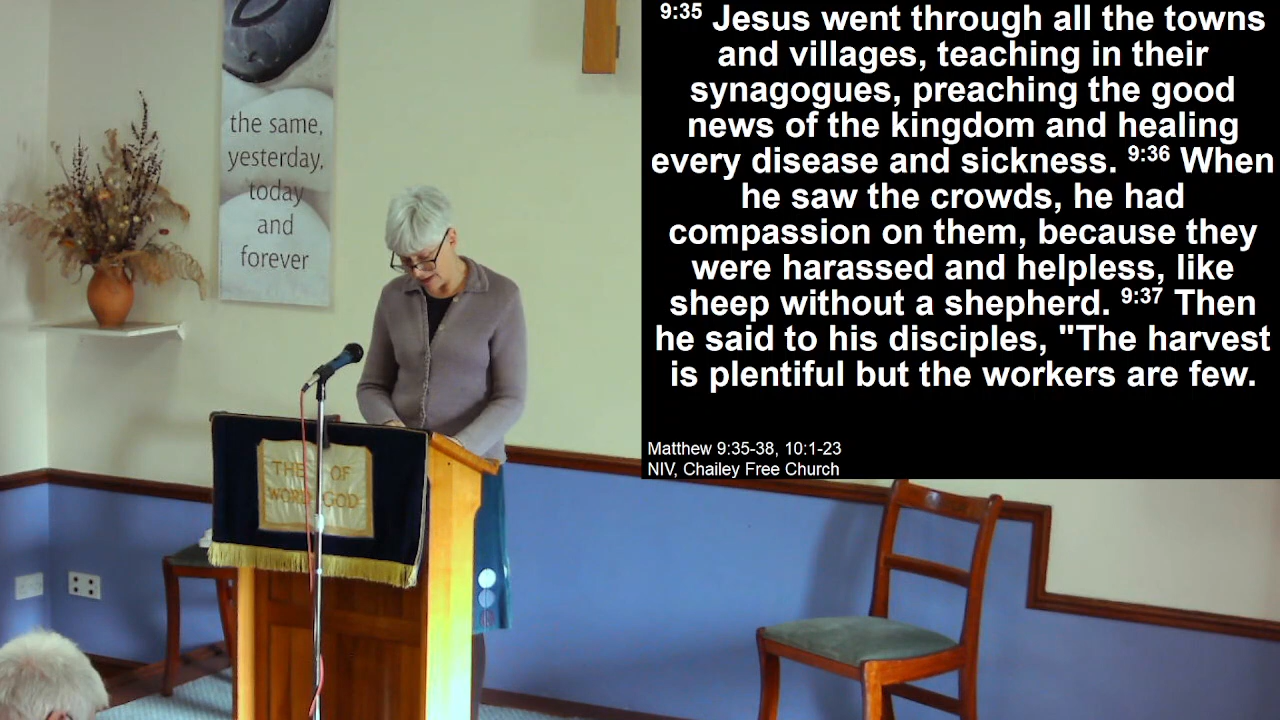 the same,
yesterday,
today
and
forever
THE OF
WORD GOD
9:35 Jesus went through all the towns
and villages, teaching in their
synagogues, preaching the good
news of the kingdom and healing
every disease and sickness. 9:36 When
he saw the crowds, he had
compassion on them, because they
were harassed and helpless, like
sheep without a shepherd. 9:37 Then
he said to his disciples, "The harvest
is plentiful but the workers are few.
Matthew 9:35-38, 10:1-23
NIV, Chailey Free Church